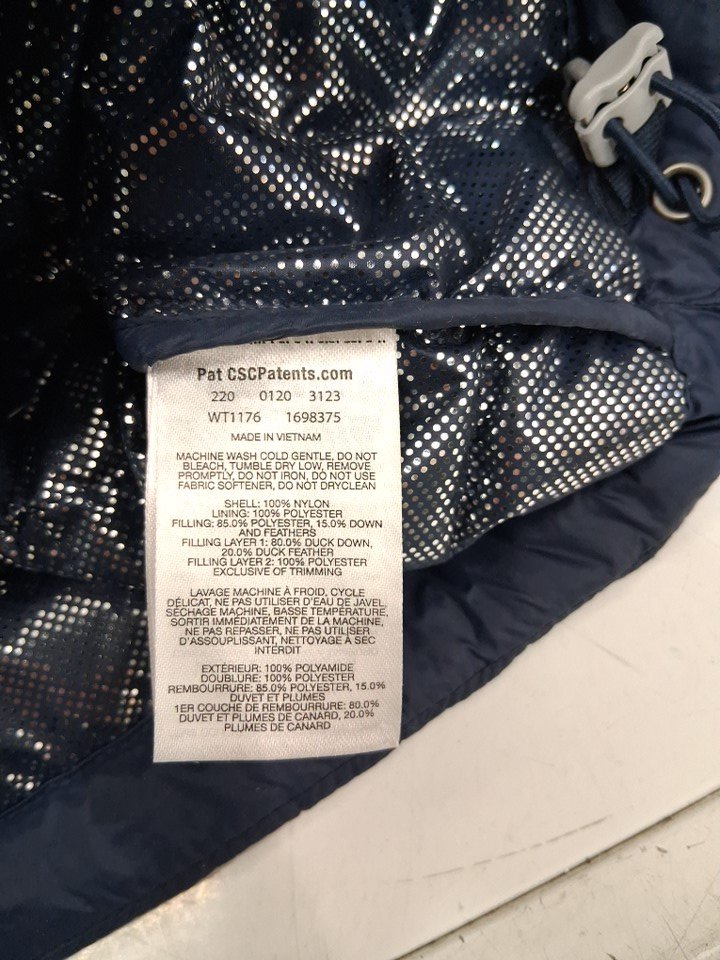 Pat CSCPatents.com
220 0120 3123
WT1176 1698375
MADE IN VIETNAM
MACHINE WASH COLD GENTLE, DO NOT
BLEACH, TUMBLE DRY LOW, REMOVE
PROMPTLY, DO NOT IRON, DO NOT USE
FABRIC SOFTENER, DO NOT DRYCLEAN
SHELL: 100% NYLON
LINING: 100% POLYESTER
FILLING: 85.0% POLYESTER, 15.0% DOWN
AND FEATHERS
FILLING LAYER 1: 80.0% DUCK DOWN,
20.0% DUCK FEATHER
FILLING LAYER 2: 100% POLYESTER
EXCLUSIVE OF TRIMMING
LAVAGE MACHINE À FROID, CYCLE
DÉLICAT, NE PAS UTILISER D'EAU DE JAVEL
SÉCHAGE MACHINE, BASSE TEMPÉRATURE,
SORTIR IMMÉDIATEMENT DE LA MACHINE,
NE PAS REPASSER, NE PAS UTILISER
D'ASSOUPLISSANT, NETTOYAGE À SEC
INTERDIT
EXTÉRIEUR: 100% POLYAMIDE
DOUBLURE: 100% POLYESTER
REMBOURRURE: 85.0% POLYESTER, 15.0%
DUVET ET PLUMES
1ER COUCHE DE REMBOURRURE: 80.0%
DUVET ET PLUMES DE CANARD, 20.0%
PLUMES DE CANARD